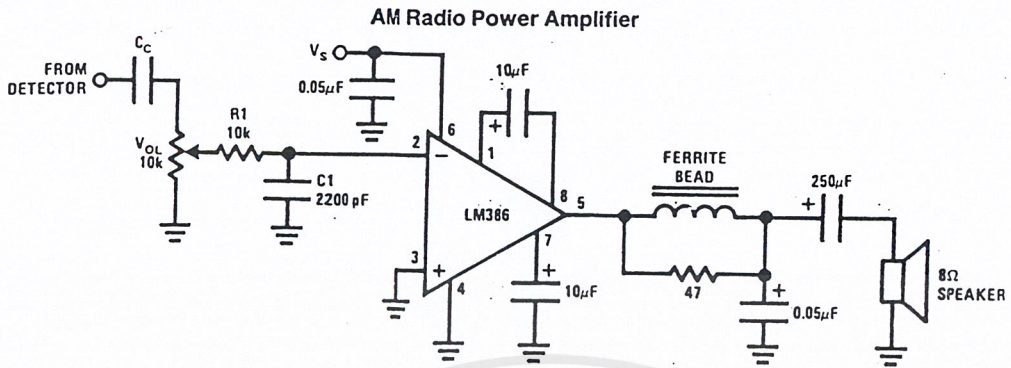 AM Radio Power Amplifier
FROM
DETECTOR
CC
VOL
10k
R1
10k
C1
2200 pF
VS
0.05µF
10µF
2
6
1
8
5
3
4
7
−
+
+
LM386
+
10µF
FERRITE
BEAD
47
+
250µF
+
0.05µF
8Ω
SPEAKER